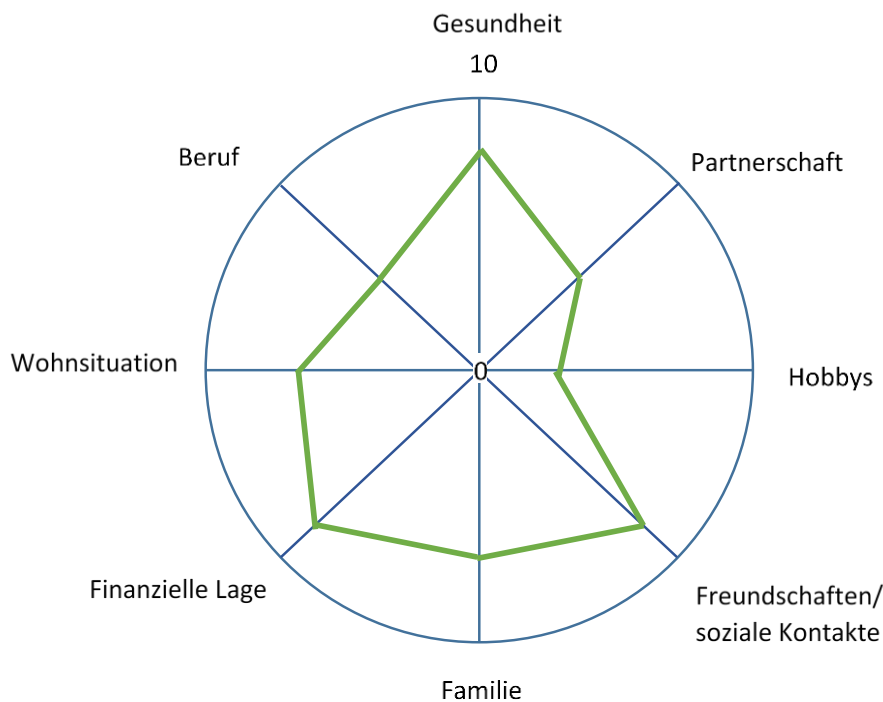 Gesundheit
10
Beruf
Partnerschaft
Wohnsituation
0
Hobbys
Finanzielle Lage
Freundschaften/
soziale Kontakte
Familie